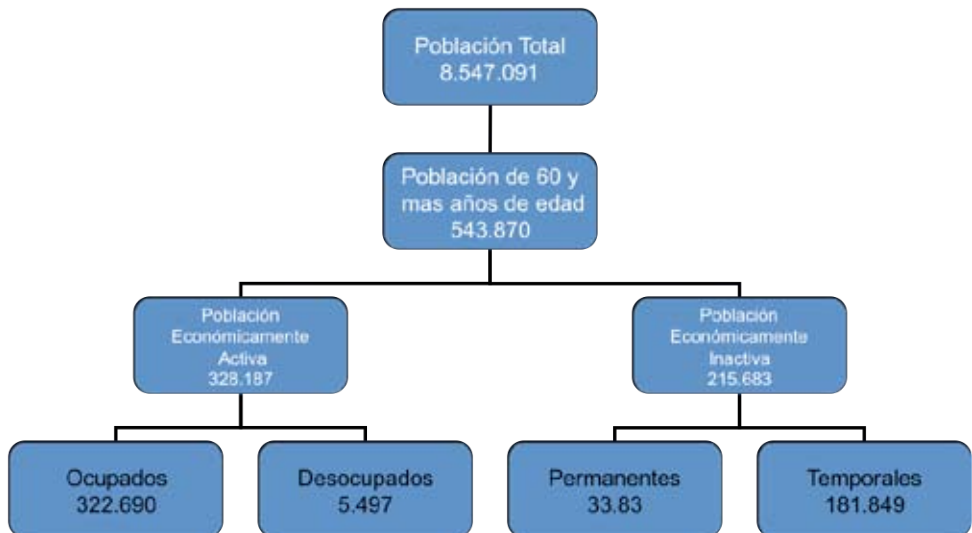 Población Total
8.547.091
Población de 60 y
mas años de edad
543.870
Población
Económicamente
Activa
328.187
Población
Económicamente
Inactiva
215.683
Ocupados
322.690
Desocupados
5.497
Permanentes
33.83
Temporales
181.849